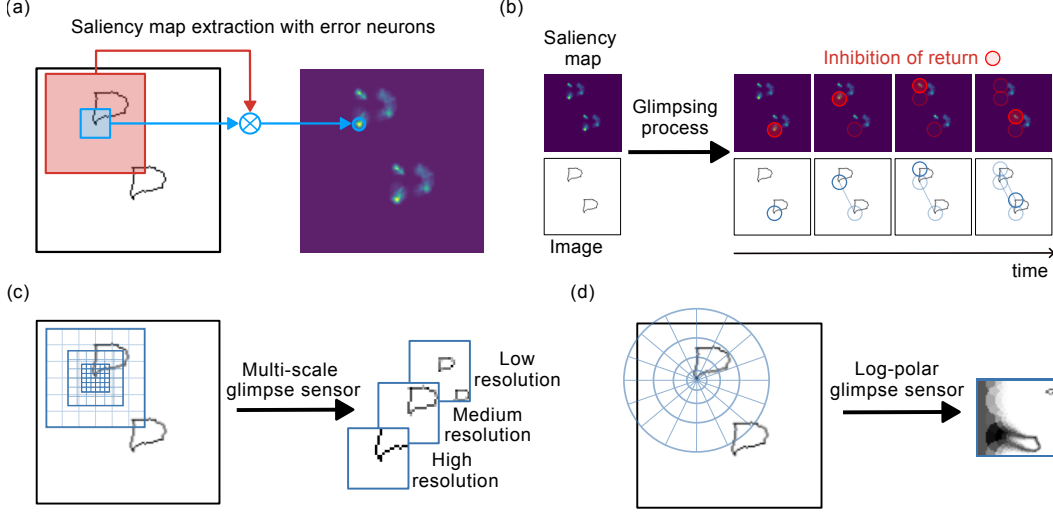 (a)
Saliency map extraction with error neurons
(b)
Saliency
map
Inhibition of return
Glimpsing
process
Image
time
(c)
Multi-scale
glimpse sensor
Low
resolution
Medium
resolution
High
resolution
(d)
Log-polar
glimpse sensor